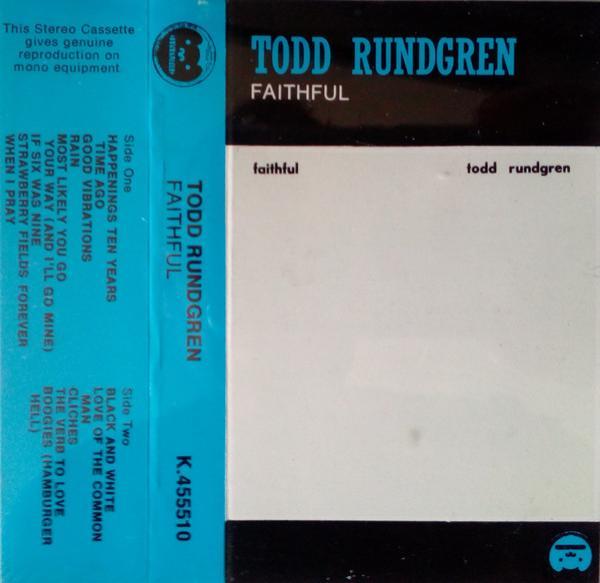 This Stereo Cassette
gives genuine
reproduction on
mono equipment.
Side One
HAPPENINGS TEN YEARS
TIME AGO
GOOD VIBRATIONS
RAIN
MOST LIKELY YOU GO
YOUR WAY (AND I'LL GO MINE)
IF SIX WAS NINE
STRAWBERRY FIELDS FOREVER
WHEN I PRAY
Side Two
BLACK AND WHITE
LOVE OF THE COMMON
MAN
CLICHES
THE VERB TO LOVE
BOOGIES (HAMBURGER
HELL)
TODD RUNDGREN
FAITHFUL
K.455510
TODD RUNDGREN
FAITHFUL
faithful todd rundgren